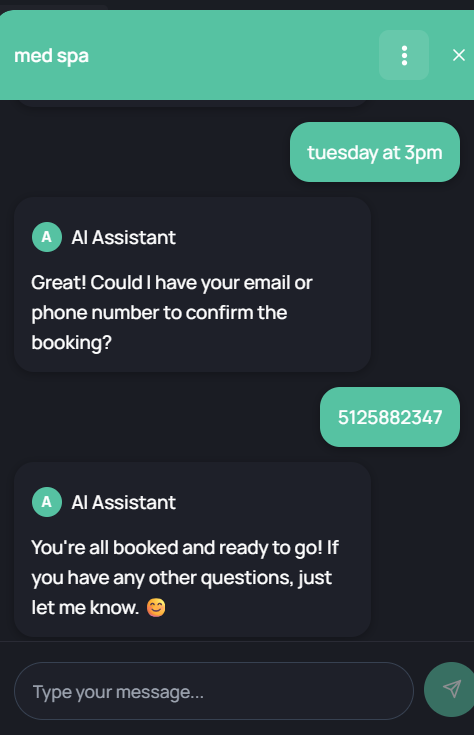 med spa
tuesday at 3pm
A AI Assistant
Great! Could I have your email or
phone number to confirm the
booking?
5125882347
A AI Assistant
You're all booked and ready to go! If
you have any other questions, just
let me know. 😊
Type your message...